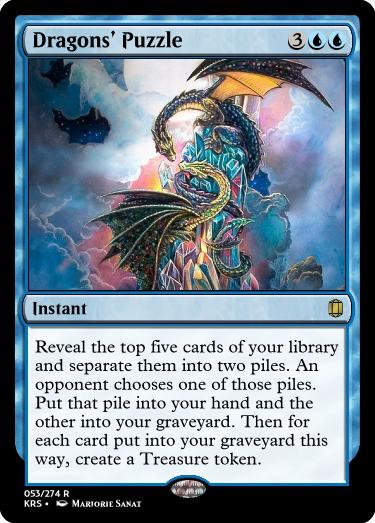 Dragons' Puzzle 3
Instant
Reveal the top five cards of your library
and separate them into two piles. An
opponent chooses one of those piles.
Put that pile into your hand and the
other into your graveyard. Then for
each card put into your graveyard this
way, create a Treasure token.
053/274 R
KRS • Marjorie Sanat